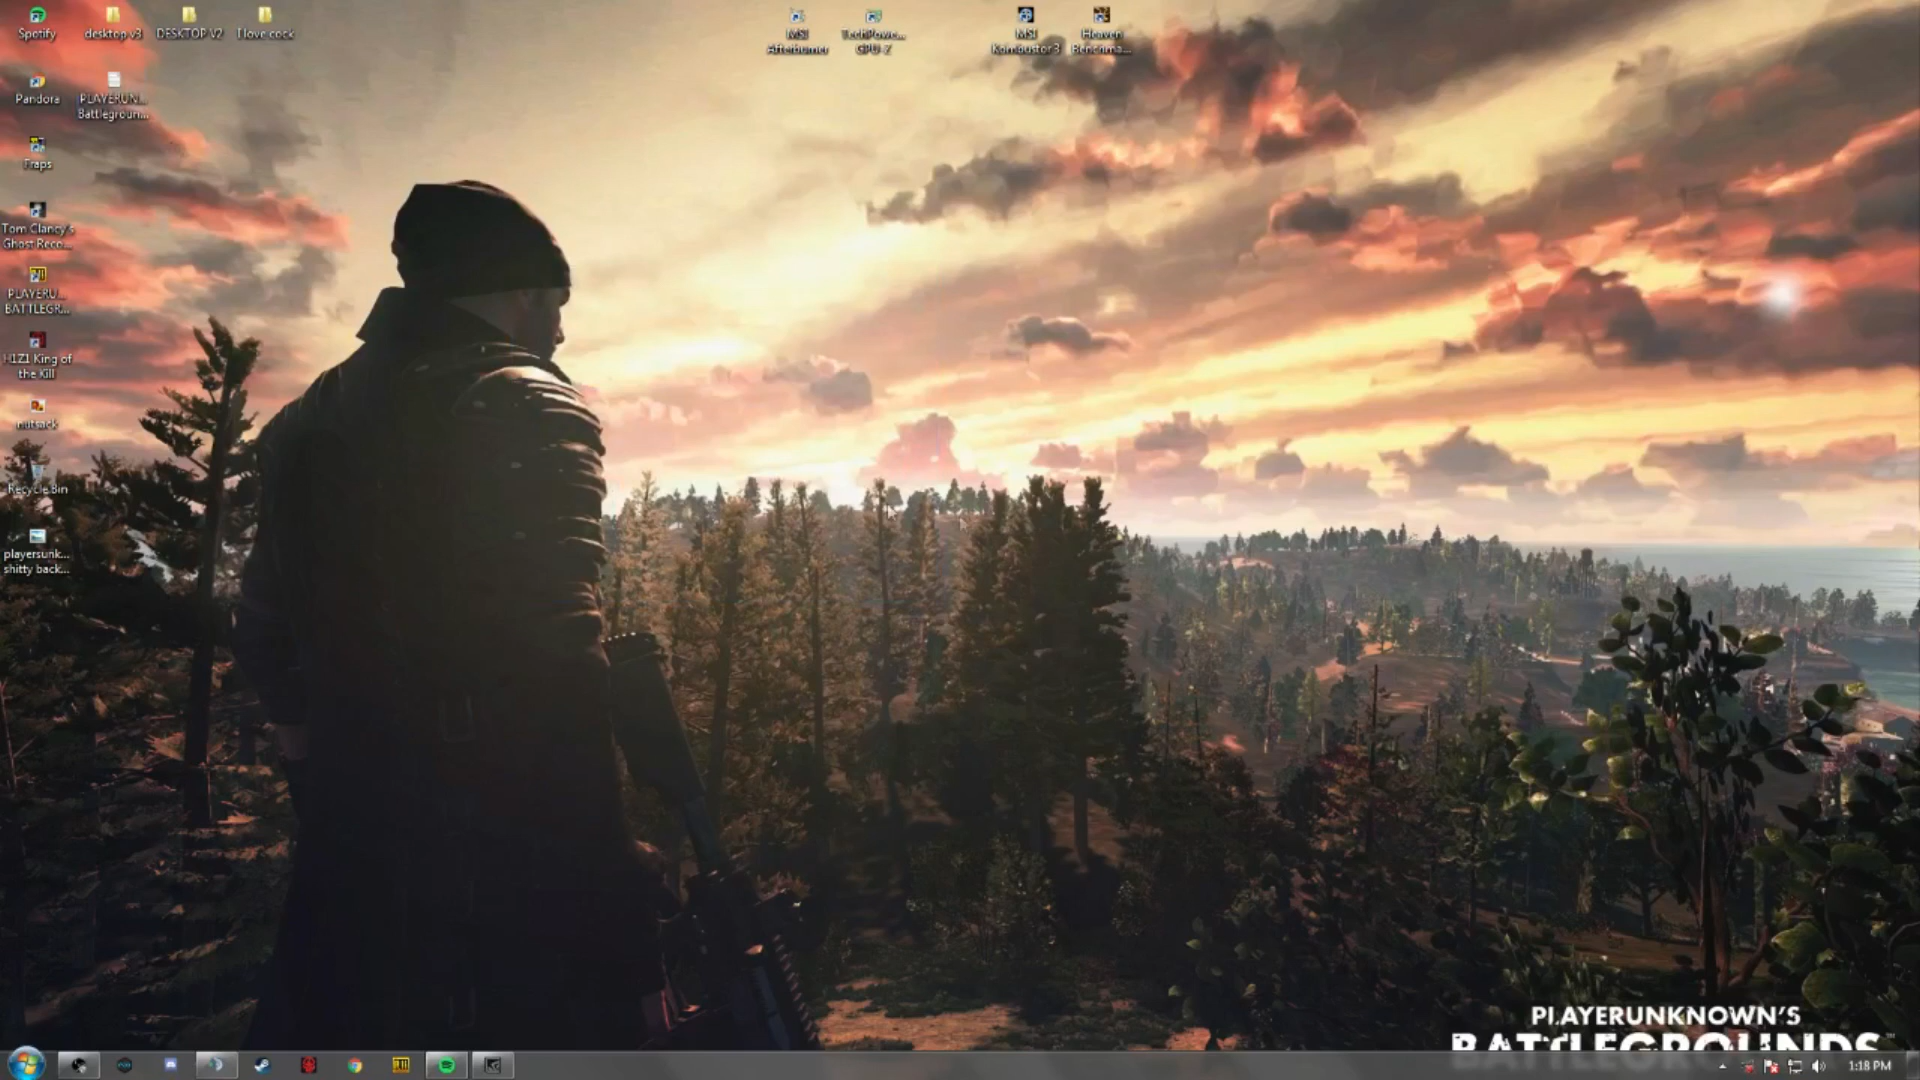 Spotify
desktop v3
DESKTOP V2
I love cock
MSI
Afterburner
TechPowe...
GPU-Z
MSI
Kombustor 3
Heaven
Benchma...
Pandora
PLAYERUN...
Battlegroun...
Fraps
Tom Clancy's
Ghost Reco...
PLAYERU...
BATTLEGR...
H1Z1 King of
the Kill
nutsack
Recycle Bin
playersunk...
shitty back...
PLAYERUNKNOWN'S
BATTLEGROUNDS
1:18 PM